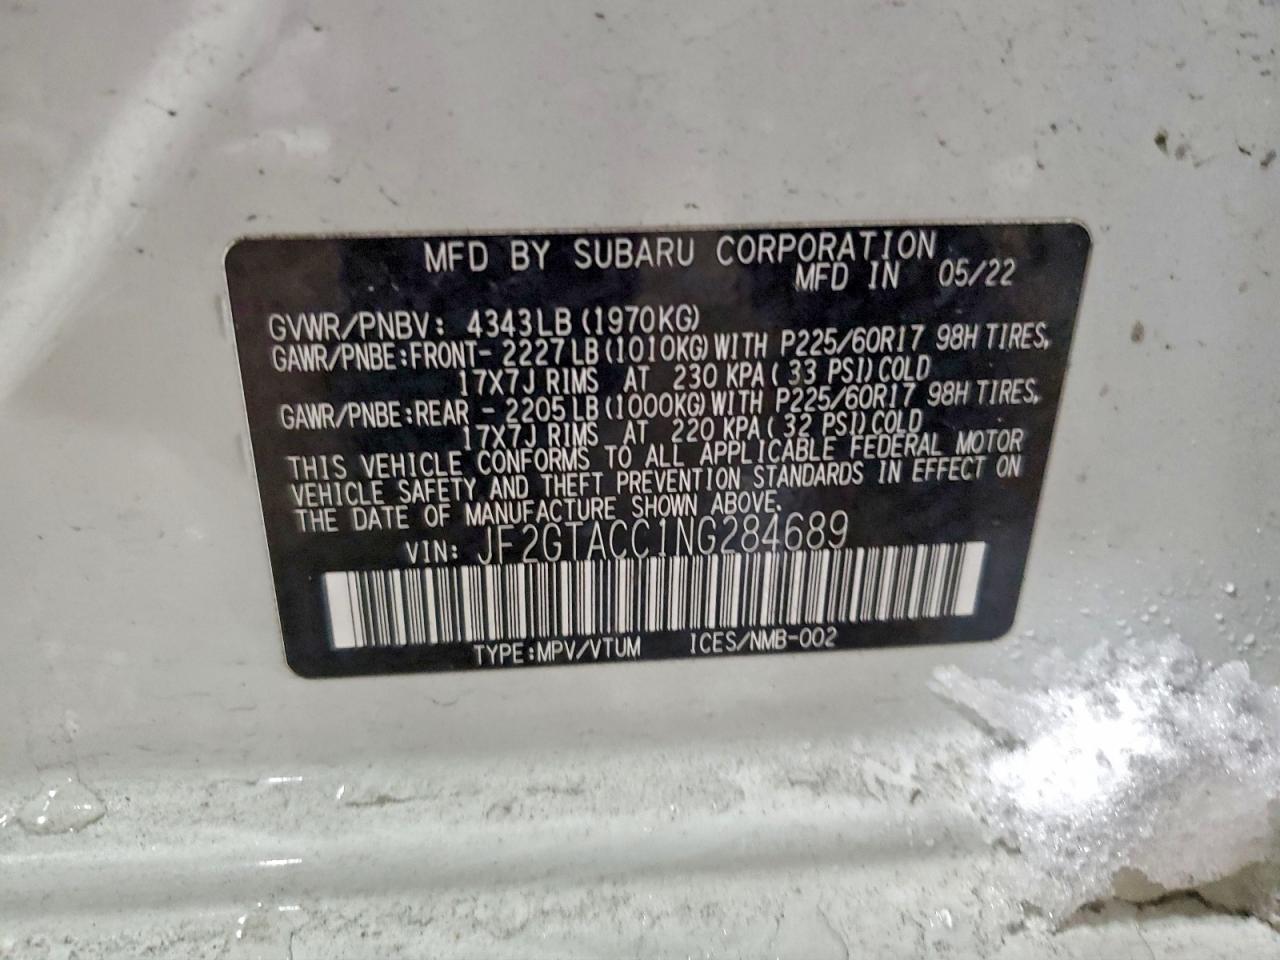 MFD BY SUBARU CORPORATION
MFD IN 05/22
GVWR/PNBV: 4343LB (1970KG)
GAWR/PNBE:FRONT- 2227LB(1010KG)WITH P225/60R17 98H TIRES,
17X7J RIMS AT 230 KPA( 33 PSI)COLD
GAWR/PNBE:REAR - 2205LB(1000KG)WITH P225/60R17 98H TIRES,
17X7J RIMS AT 220 KPA( 32 PSI)COLD
THIS VEHICLE CONFORMS TO ALL APPLICABLE FEDERAL MOTOR
VEHICLE SAFETY AND THEFT PREVENTION STANDARDS IN EFFECT ON
THE DATE OF MANUFACTURE SHOWN ABOVE.
VIN: JF2GTACC1NG284689
TYPE:MPV/VTUM ICES/NMB-002